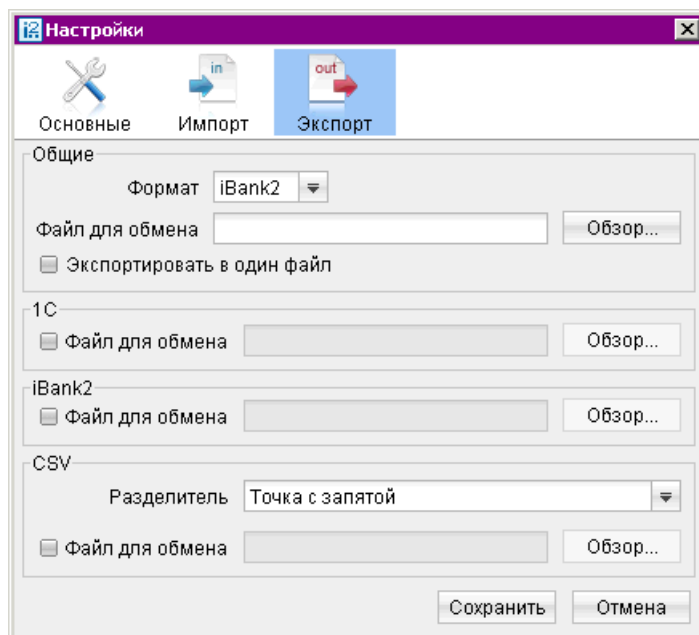 Настройки
in
out
Основные Импорт Экспорт
Общие
Формат iBank2
Файл для обмена Обзор...
Экспортировать в один файл
1C
Файл для обмена Обзор...
iBank2
Файл для обмена Обзор...
CSV
Разделитель Точка с запятой
Файл для обмена Обзор...
Сохранить Отмена